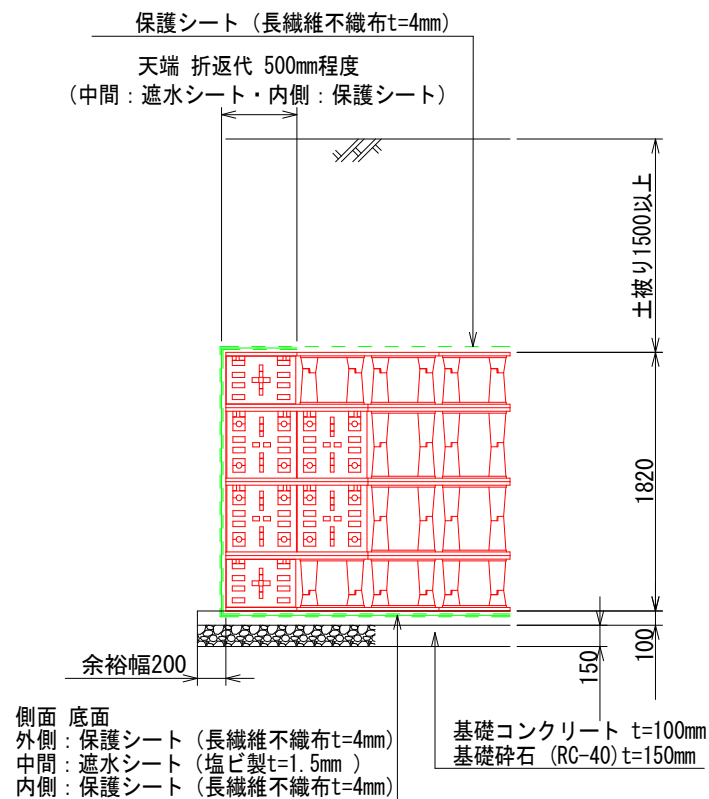 保護シート（長繊維不織布t=4mm）
天端 折返代 500mm程度
（中間：遮水シート・内側：保護シート）
土被り1500以上
1820
100
150
余裕幅200
側面 底面
外側：保護シート（長繊維不織布t=4mm）
中間：遮水シート（塩ビ製t=1.5mm ）
内側：保護シート（長繊維不織布t=4mm）
基礎コンクリート t=100mm
基礎砕石（RC-40）t=150mm